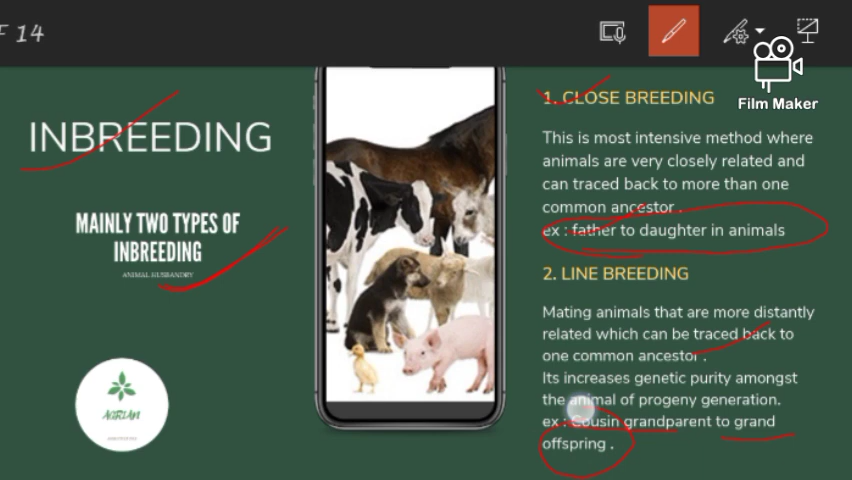 F 14
Film Maker
INBREEDING
MAINLY TWO TYPES OF
INBREEDING
ANIMAL HUSBANDRY
AGRIAN
1. CLOSE BREEDING
This is most intensive method where
animals are very closely related and
can traced back to more than one
common ancestor .
ex : father to daughter in animals
2. LINE BREEDING
Mating animals that are more distantly
related which can be traced back to
one common ancestor .
Its increases genetic purity amongst
the animal of progeny generation.
ex : Cousin grandparent to grand
offspring .